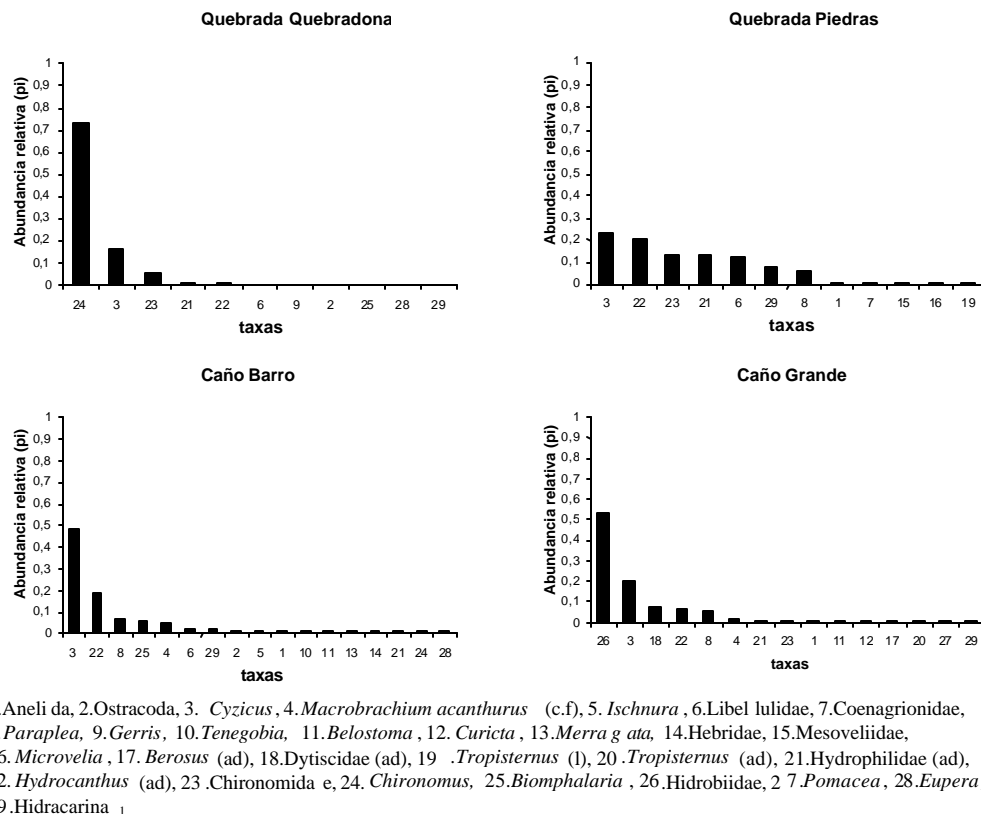 Quebrada Quebradona
Abundancia relativa (pi)
1
0,9
0,8
0,7
0,6
0,5
0,4
0,3
0,2
0,1
0
24 3 23 21 22 6 9 2 25 28 29
taxas
Quebrada Piedras
Abundancia relativa (pi)
1
0,9
0,8
0,7
0,6
0,5
0,4
0,3
0,2
0,1
0
3 22 23 21 6 29 8 1 7 15 16 19
taxas
Caño Barro
Abundancia relativa (pi)
1
0,9
0,8
0,7
0,6
0,5
0,4
0,3
0,2
0,1
0
3 22 8 25 4 6 29 2 5 1 10 11 13 14 21 24 28
taxas
Caño Grande
Abundancia relativa (pi)
1
0,9
0,8
0,7
0,6
0,5
0,4
0,3
0,2
0,1
0
26 3 18 22 8 4 21 23 1 11 12 17 20 27 29
taxas
.Aneli da, 2.Ostracoda, 3. Cyzicus, 4.Macrobrachium acanthurus (c.f), 5. Ischnura, 6.Libel lulidae, 7.Coenagrionidae,
.Paraplea, 9.Gerris, 10.Tenegobia, 11.Belostoma, 12. Curicta, 13.Merra g ata, 14.Hebridae, 15.Mesoveliidae,
6. Microvelia, 17. Berosus (ad), 18.Dytiscidae (ad), 19 .Tropisternus (l), 20 .Tropisternus (ad), 21.Hydrophilidae (ad),
2. Hydrocanthus (ad), 23 .Chironomida e, 24. Chironomus, 25.Biomphalaria, 26.Hidrobiidae, 2 7.Pomacea, 28.Eupera
9.Hidracarina 1